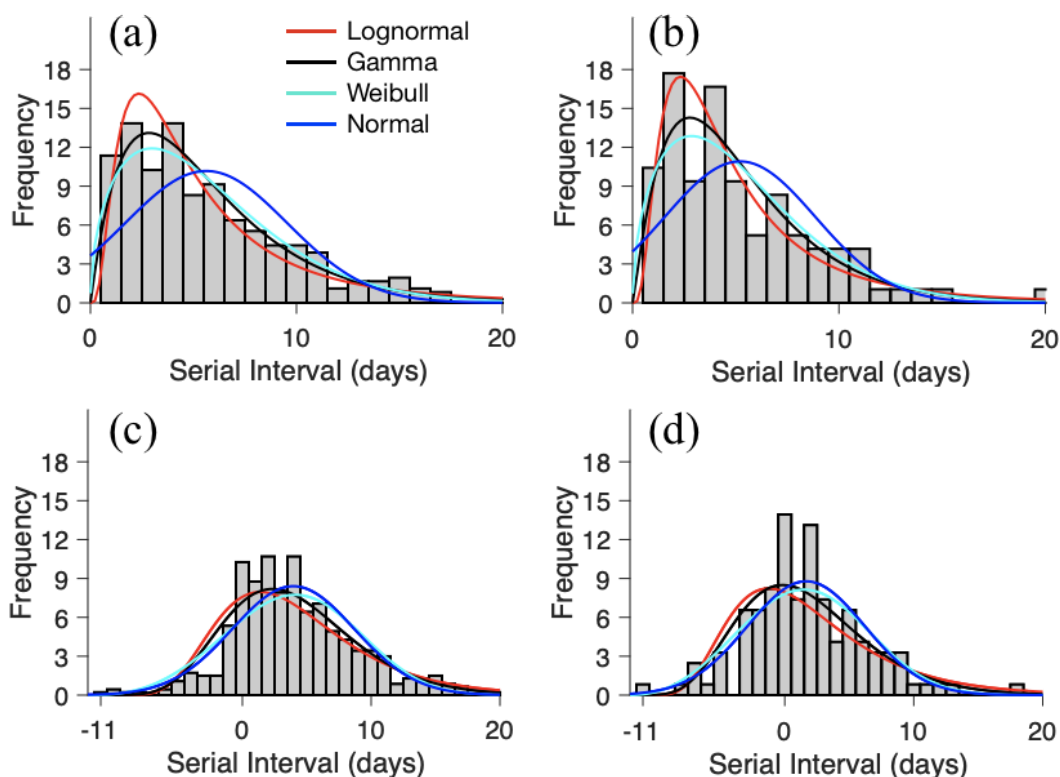 (a)
Lognormal
Gamma
Weibull
Normal
Frequency
18
15
12
9
6
3
0
0 10 20
Serial Interval (days)
(b)
Frequency
18
15
12
9
6
3
0
0 10 20
Serial Interval (days)
(c)
Frequency
18
15
12
9
6
3
0
-11 0 10 20
Serial Interval (days)
(d)
Frequency
18
15
12
9
6
3
0
-11 0 10 20
Serial Interval (days)